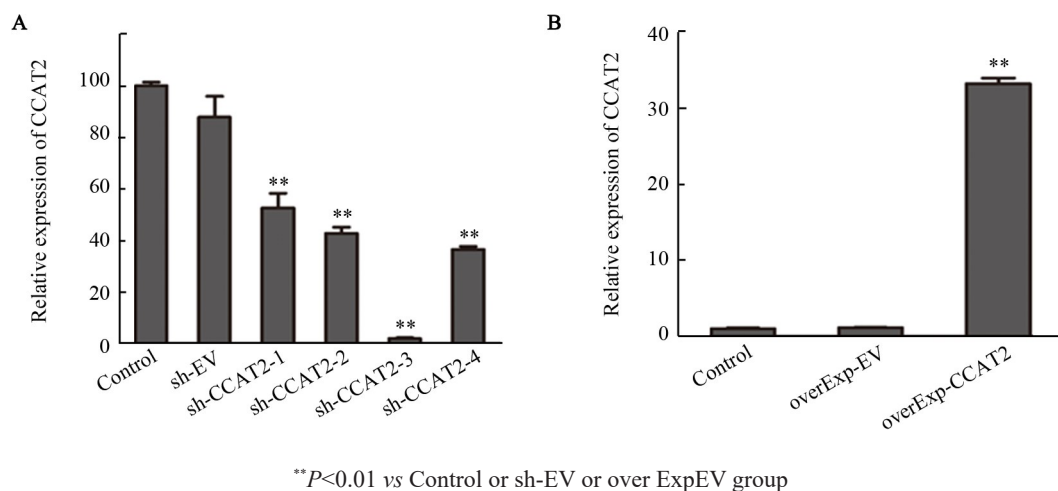 A
Relative expression of CCAT2
100
80
60
40
20
0
**
**
**
**
Control
sh-EV
sh-CCAT2-1
sh-CCAT2-2
sh-CCAT2-3
sh-CCAT2-4
B
Relative expression of CCAT2
40
30
20
10
0
**
Control
overExp-EV
overExp-CCAT2
**P<0.01 vs Control or sh-EV or over ExpEV group